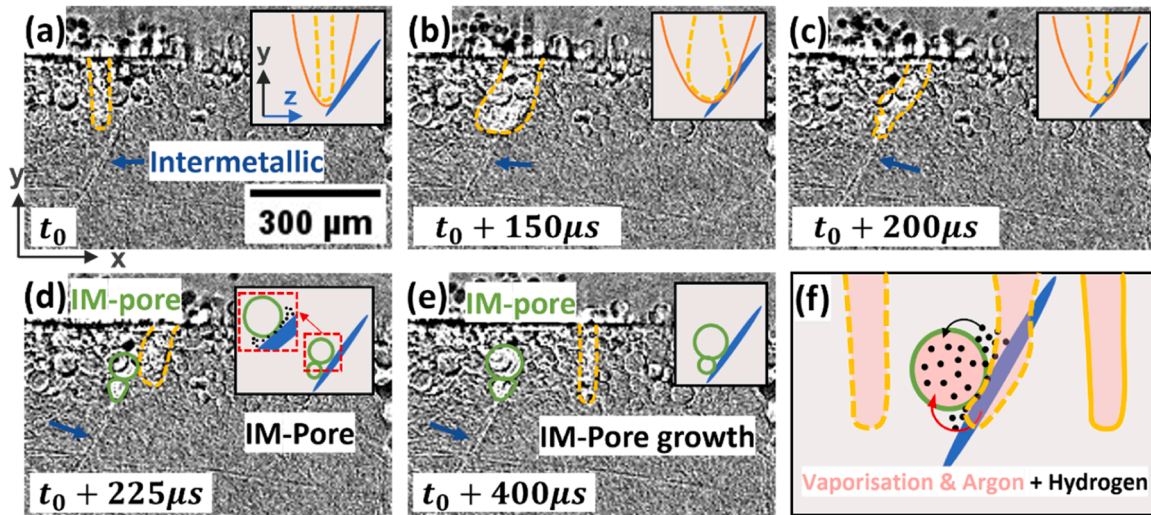 (a)
y
z
Intermetallic
y
x
t₀
300 µm
(b)
t₀ + 150µs
(c)
t₀ + 200µs
(d)
IM-pore
IM-Pore
t₀ + 225µs
(e)
IM-pore
IM-Pore growth
t₀ + 400µs
(f)
Vaporisation & Argon + Hydrogen